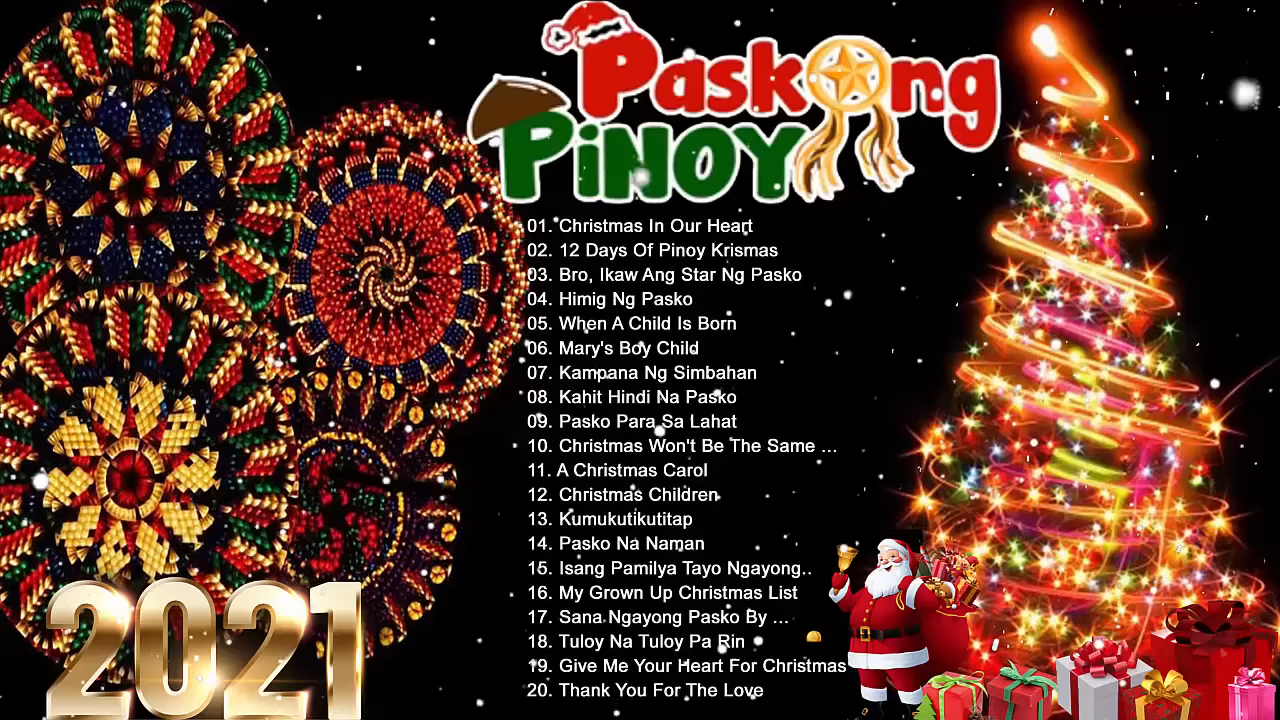 Paskong
PiNOY
01. Christmas In Our Heart
02. 12 Days Of Pinoy Krismas
03. Bro, Ikaw Ang Star Ng Pasko
04. Himig Ng Pasko
05. When A Child Is Born
06. Mary's Boy Child
07. Kampana Ng Simbahan
08. Kahit Hindi Na Pasko
09. Pasko Para Sa Lahat
10. Christmas Won't Be The Same ...
11. A Christmas Carol
12. Christmas Children
13. Kumukutikutitap
14. Pasko Na Naman
15. Isang Pamilya Tayo Ngayong..
16. My Grown Up Christmas List
17. Sana Ngayong Pasko By ...
18. Tuloy Na Tuloy Pa Rin
19. Give Me Your Heart For Christmas
20. Thank You For The Love
2021